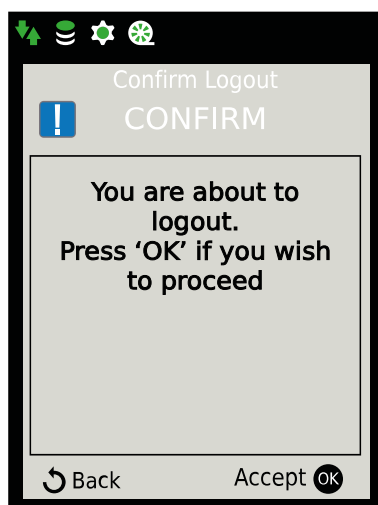 Confirm Logout
!
CONFIRM
You are about to
logout.
Press ‘OK’ if you wish
to proceed
Back
Accept OK